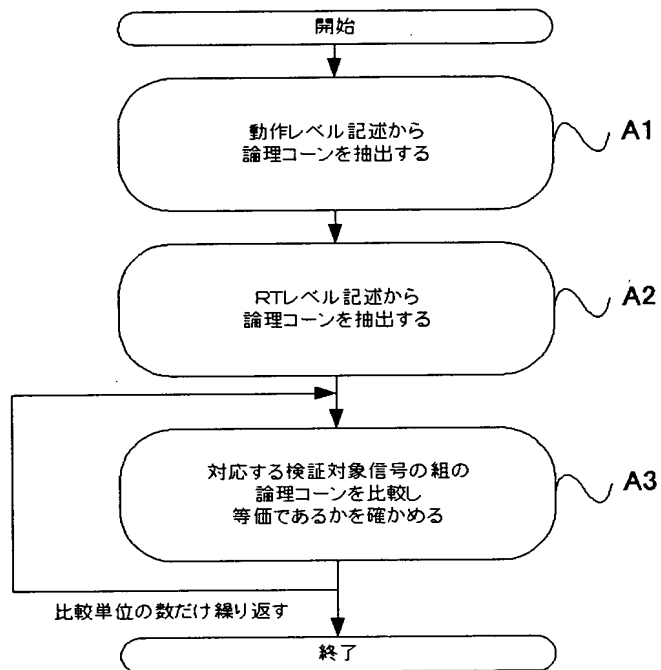 開始
動作レベル記述から
論理コーンを抽出する
A1
RTレベル記述から
論理コーンを抽出する
A2
対応する検証対象信号の組の
論理コーンを比較し
等価であるかを確かめる
A3
比較単位の数だけ繰り返す
終了